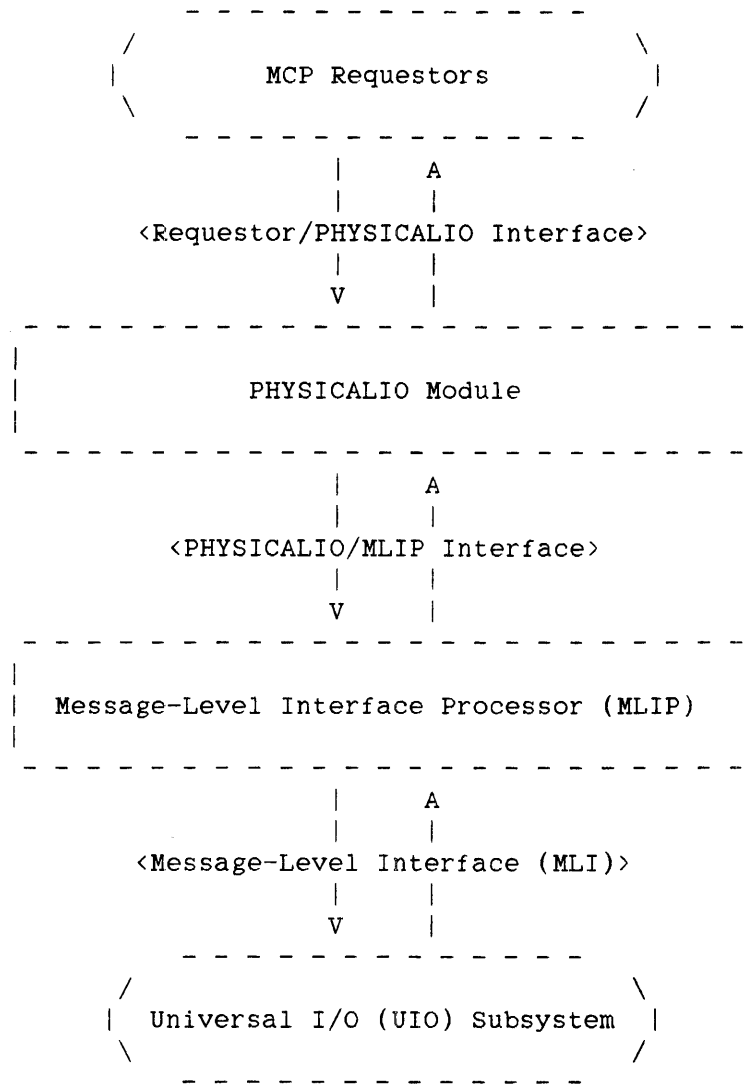 MCP Requestors
<Requestor/PHYSICALIO Interface>
PHYSICALIO Module
<PHYSICALIO/MLIP Interface>
Message-Level Interface Processor (MLIP)
<Message-Level Interface (MLI)>
Universal I/O (UIO) Subsystem